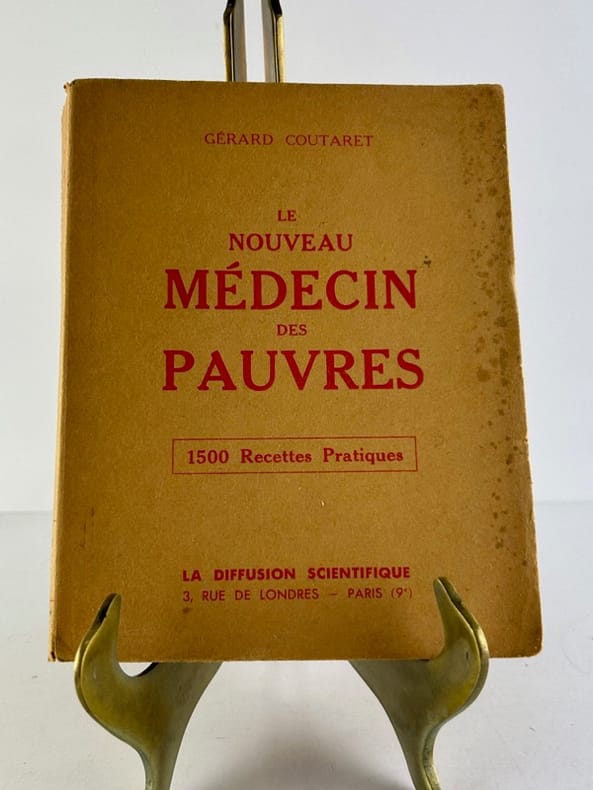 GÉRARD COUTARET
LE
NOUVEAU
MÉDECIN
DES
PAUVRES
1500 Recettes Pratiques
LA DIFFUSION SCIENTIFIQUE
3, RUE DE LONDRES — PARIS (9ᵉ)